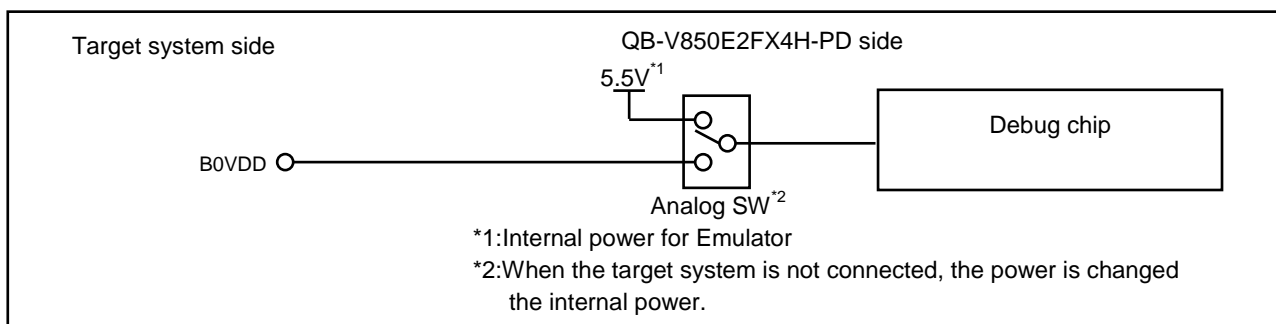 Target system side
QB-V850E2FX4H-PD side
5.5V*1
Debug chip
B0VDD
Analog SW*2
*1:Internal power for Emulator
*2:When the target system is not connected, the power is changed
the internal power.